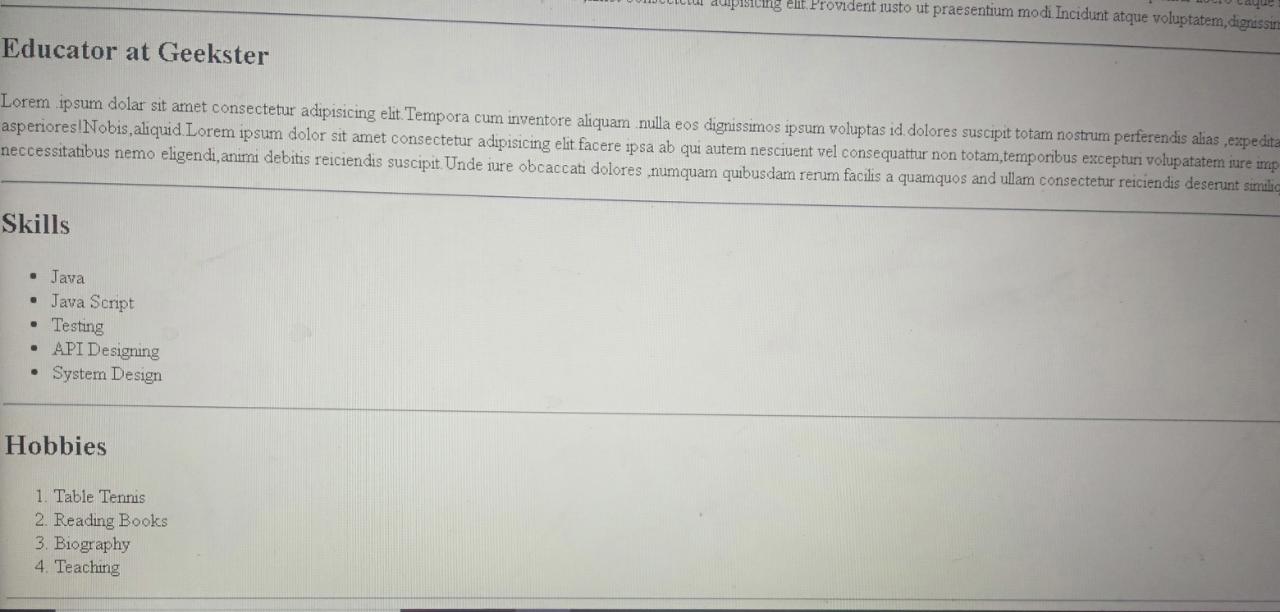 adipisicing elit.Provident iusto ut praesentium modi.Incidunt atque voluptatem,dignissin
Educator at Geekster
Lorem .ipsum dolar sit amet consectetur adipisicing elit.Tempora cum inventore aliquam .nulla eos dignissimos ipsum voluptas id.dolores suscipit totam nostrum perferendis alias ,expedita
asperiores!Nobis,aliquid.Lorem ipsum dolor sit amet consectetur adipisicing elit.facere ipsa ab qui autem nesciuent vel consequattur non totam,temporibus excepturi volupatatem iure imp
neccessitatibus nemo eligendi,animi debitis reiciendis suscipit.Unde iure obcaccati dolores ,numquam quibusdam rerum facilis a quamquos and ullam consectetur reiciendis deserunt similiq
Skills
• Java
• Java Script
• Testing
• API Designing
• System Design
Hobbies
1. Table Tennis
2. Reading Books
3. Biography
4. Teaching